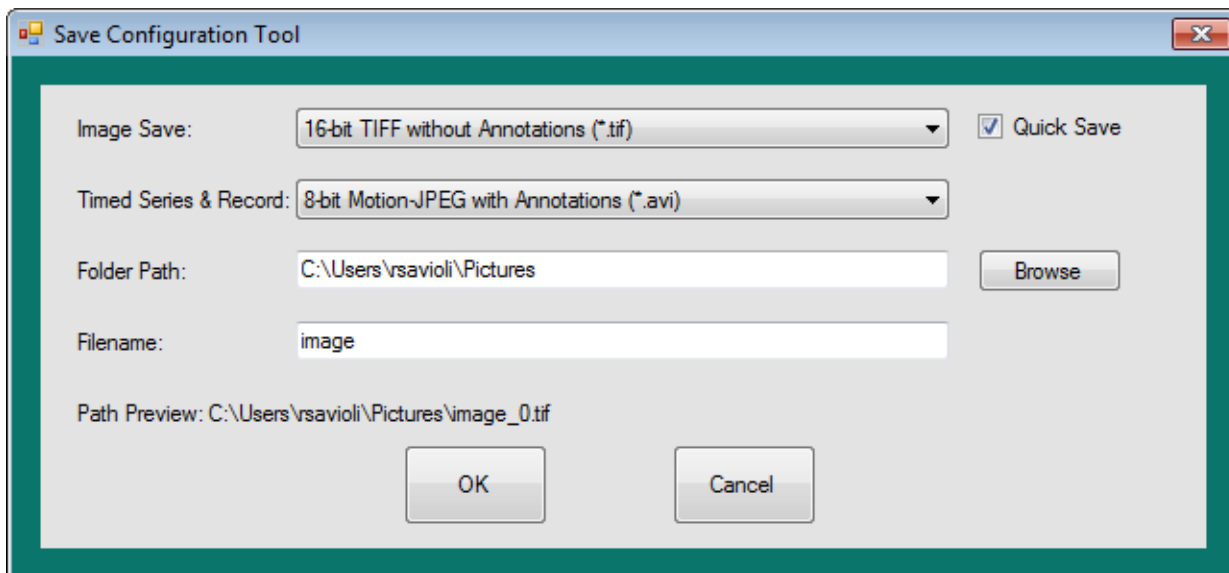 Save Configuration Tool
Image Save: 16-bit TIFF without Annotations (*.tif) Quick Save
Timed Series & Record: 8-bit Motion-JPEG with Annotations (*.avi)
Folder Path: C:\Users\rsavioli\Pictures Browse
Filename: image
Path Preview: C:\Users\rsavioli\Pictures\image_0.tif
OK Cancel